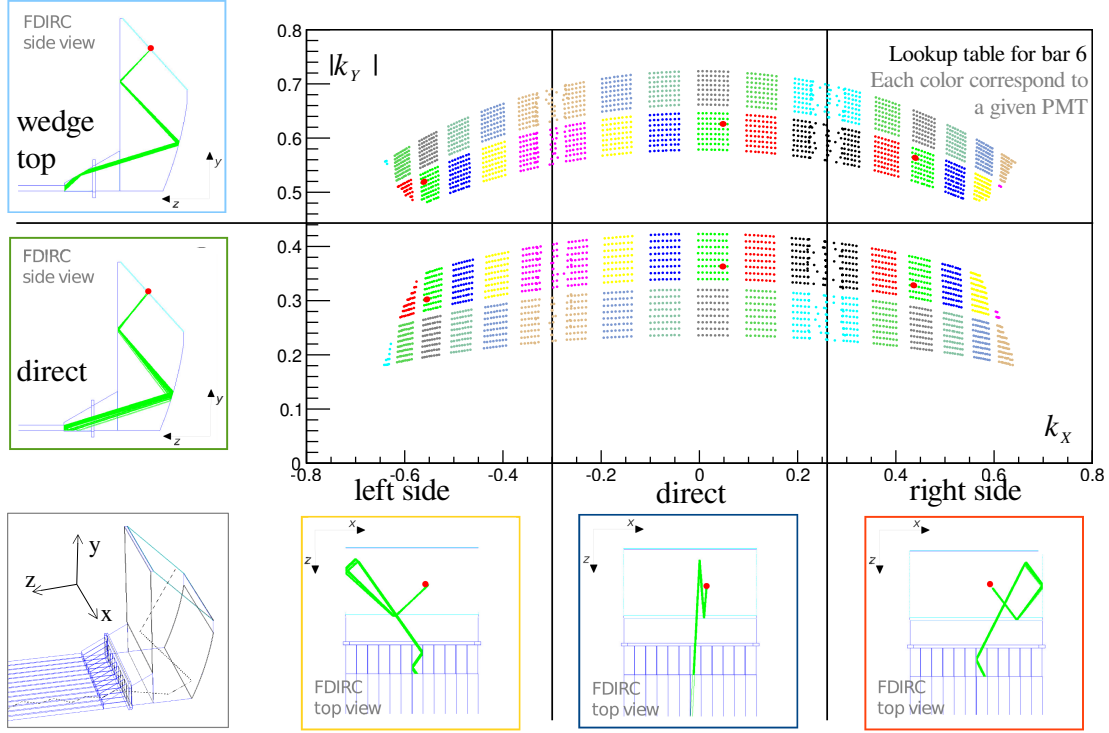 FDIRC
side view
wedge
top
y
z
FDIRC
side view
direct
y
z
|k_Y|
Lookup table for bar 6
Each color correspond to
a given PMT
0.8
0.7
0.6
0.5
0.4
0.3
0.2
0.1
0
k_X
-0.8
-0.6
-0.4
-0.2
0
0.2
0.4
0.6
0.8
left side
direct
right side
y
z
x
x
z
FDIRC
top view
x
z
FDIRC
top view
x
z
FDIRC
top view